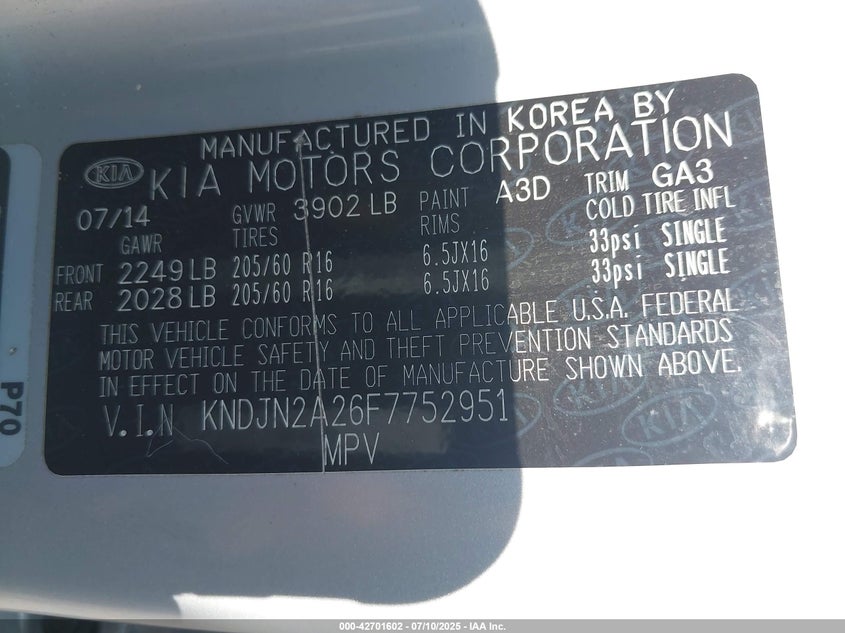 MANUFACTURED IN KOREA BY
KIA KIA MOTORS CORPORATION
07/14 GVWR 3902 LB PAINT A3D TRIM GA3
GAWR TIRES RIMS COLD TIRE INFL
FRONT 2249 LB 205/60 R16 6.5JX16 33psi SINGLE
REAR 2028 LB 205/60 R16 6.5JX16 33psi SINGLE
THIS VEHICLE CONFORMS TO ALL APPLICABLE U.S.A. FEDERAL
MOTOR VEHICLE SAFETY AND THEFT PREVENTION STANDARDS
IN EFFECT ON THE DATE OF MANUFACTURE SHOWN ABOVE.
V.I.N KNDJN2A26F7752951
MPV
P70
000-42701602 - 07/10/2025 - IAA Inc.